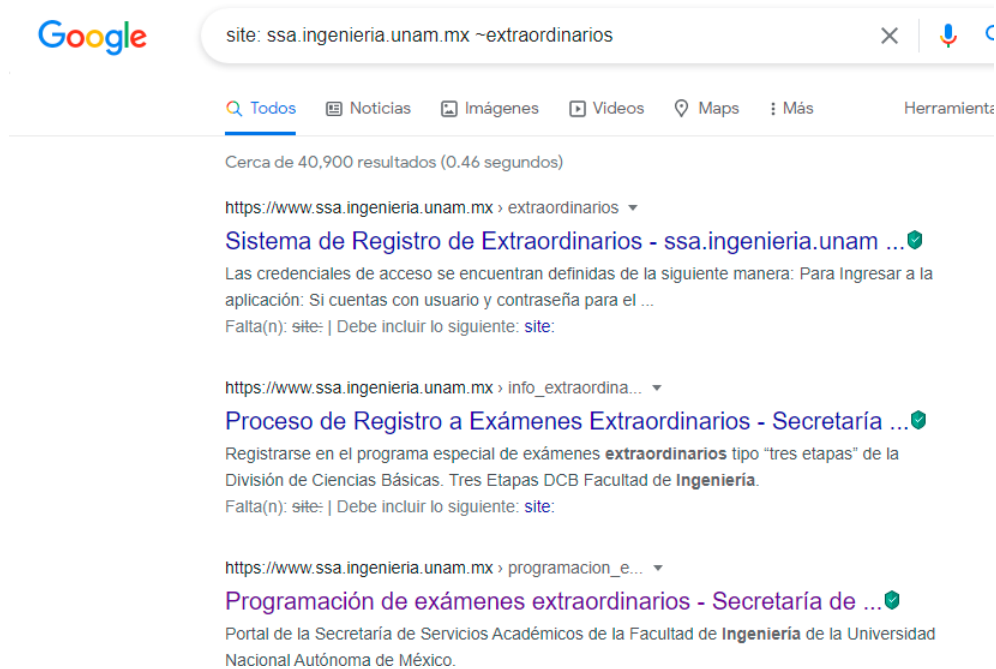 Google
site: ssa.ingenieria.unam.mx ~extraordinarios
Todos Noticias Imágenes Videos Maps Más Herramienta
Cerca de 40,900 resultados (0.46 segundos)
https://www.ssa.ingenieria.unam.mx › extraordinarios
Sistema de Registro de Extraordinarios - ssa.ingenieria.unam ...
Las credenciales de acceso se encuentran definidas de la siguiente manera: Para Ingresar a la
aplicación: Si cuentas con usuario y contraseña para el ...
Falta(n): site: | Debe incluir lo siguiente: site:
https://www.ssa.ingenieria.unam.mx › info_extraordina...
Proceso de Registro a Exámenes Extraordinarios - Secretaría ...
Registrarse en el programa especial de exámenes extraordinarios tipo “tres etapas” de la
División de Ciencias Básicas. Tres Etapas DCB Facultad de Ingeniería.
Falta(n): site: | Debe incluir lo siguiente: site:
https://www.ssa.ingenieria.unam.mx › programacion_e...
Programación de exámenes extraordinarios - Secretaría de ...
Portal de la Secretaría de Servicios Académicos de la Facultad de Ingeniería de la Universidad
Nacional Autónoma de México.